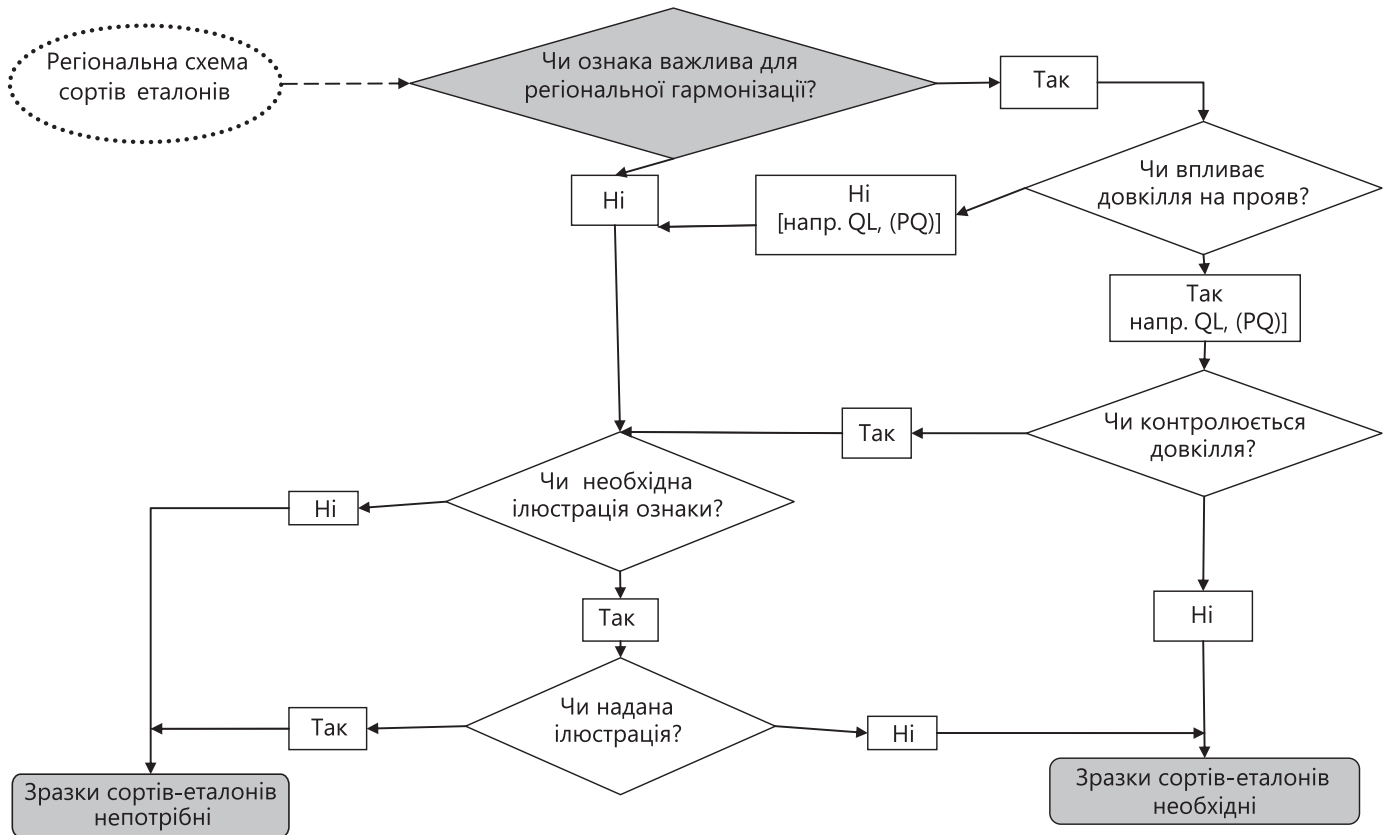 Регіональна схема
сортів еталонів
Чи ознака важлива для
регіональної гармонізації?
Так
Чи впливає
довкілля на прояв?
Ні
[напр. QL, (PQ)]
Ні
Так
напр. QL, (PQ)]
Чи контролюється
довкілля?
Так
Чи необхідна
ілюстрація ознаки?
Ні
Так
Ні
Чи надана
ілюстрація?
Так
Ні
Зразки сортів-еталонів
непотрібні
Зразки сортів-еталонів
необхідні